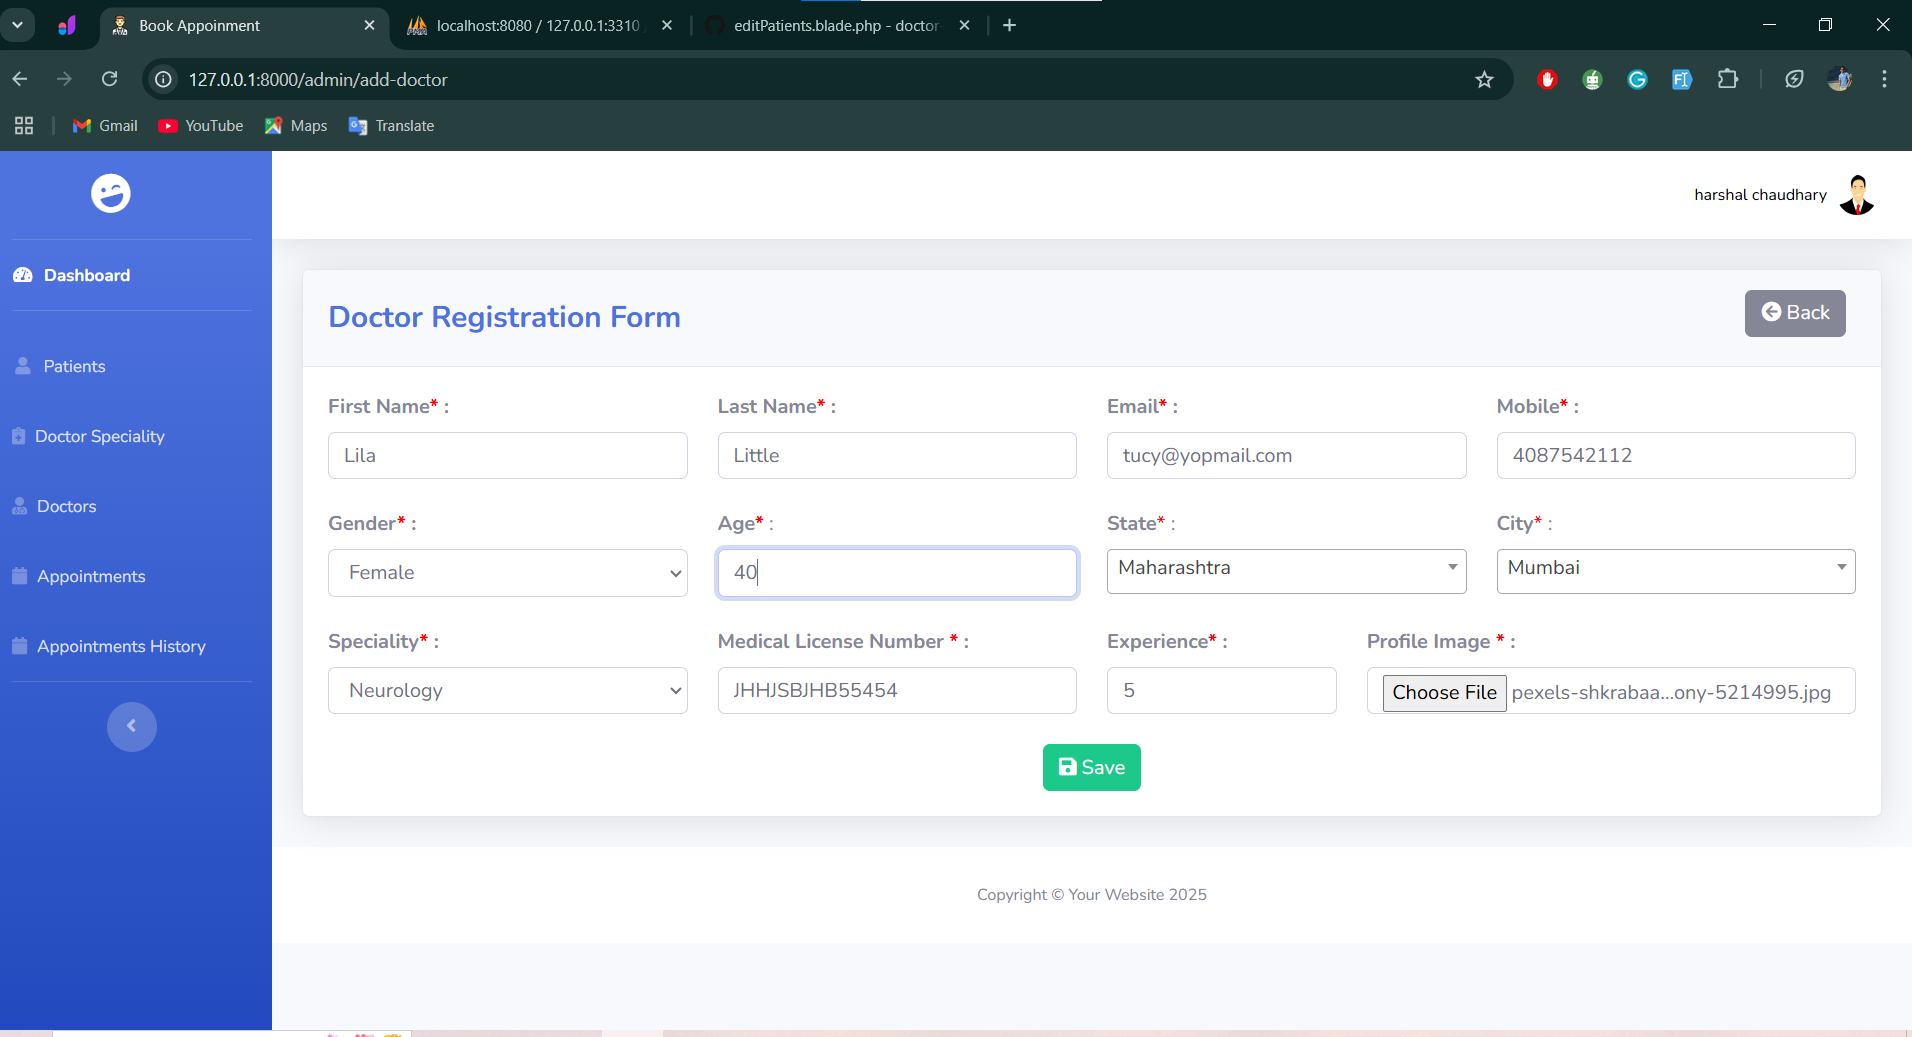 Book Appoinment
localhost:8080 / 127.0.0.1:3310
editPatients.blade.php - doctor-
127.0.0.1:8000/admin/add-doctor
Gmail YouTube Maps Translate
harshal chaudhary
Dashboard
Patients
Doctor Speciality
Doctors
Appointments
Appointments History
Doctor Registration Form
Back
First Name* : Last Name* : Email* : Mobile* :
Lila Little tucy@yopmail.com 4087542112
Gender* : Age* : State* : City* :
Female 40 Maharashtra Mumbai
Speciality* : Medical License Number * : Experience* : Profile Image * :
Neurology JHHJSBJHB55454 5 Choose File pexels-shkrabaa...ony-5214995.jpg
Save
Copyright © Your Website 2025